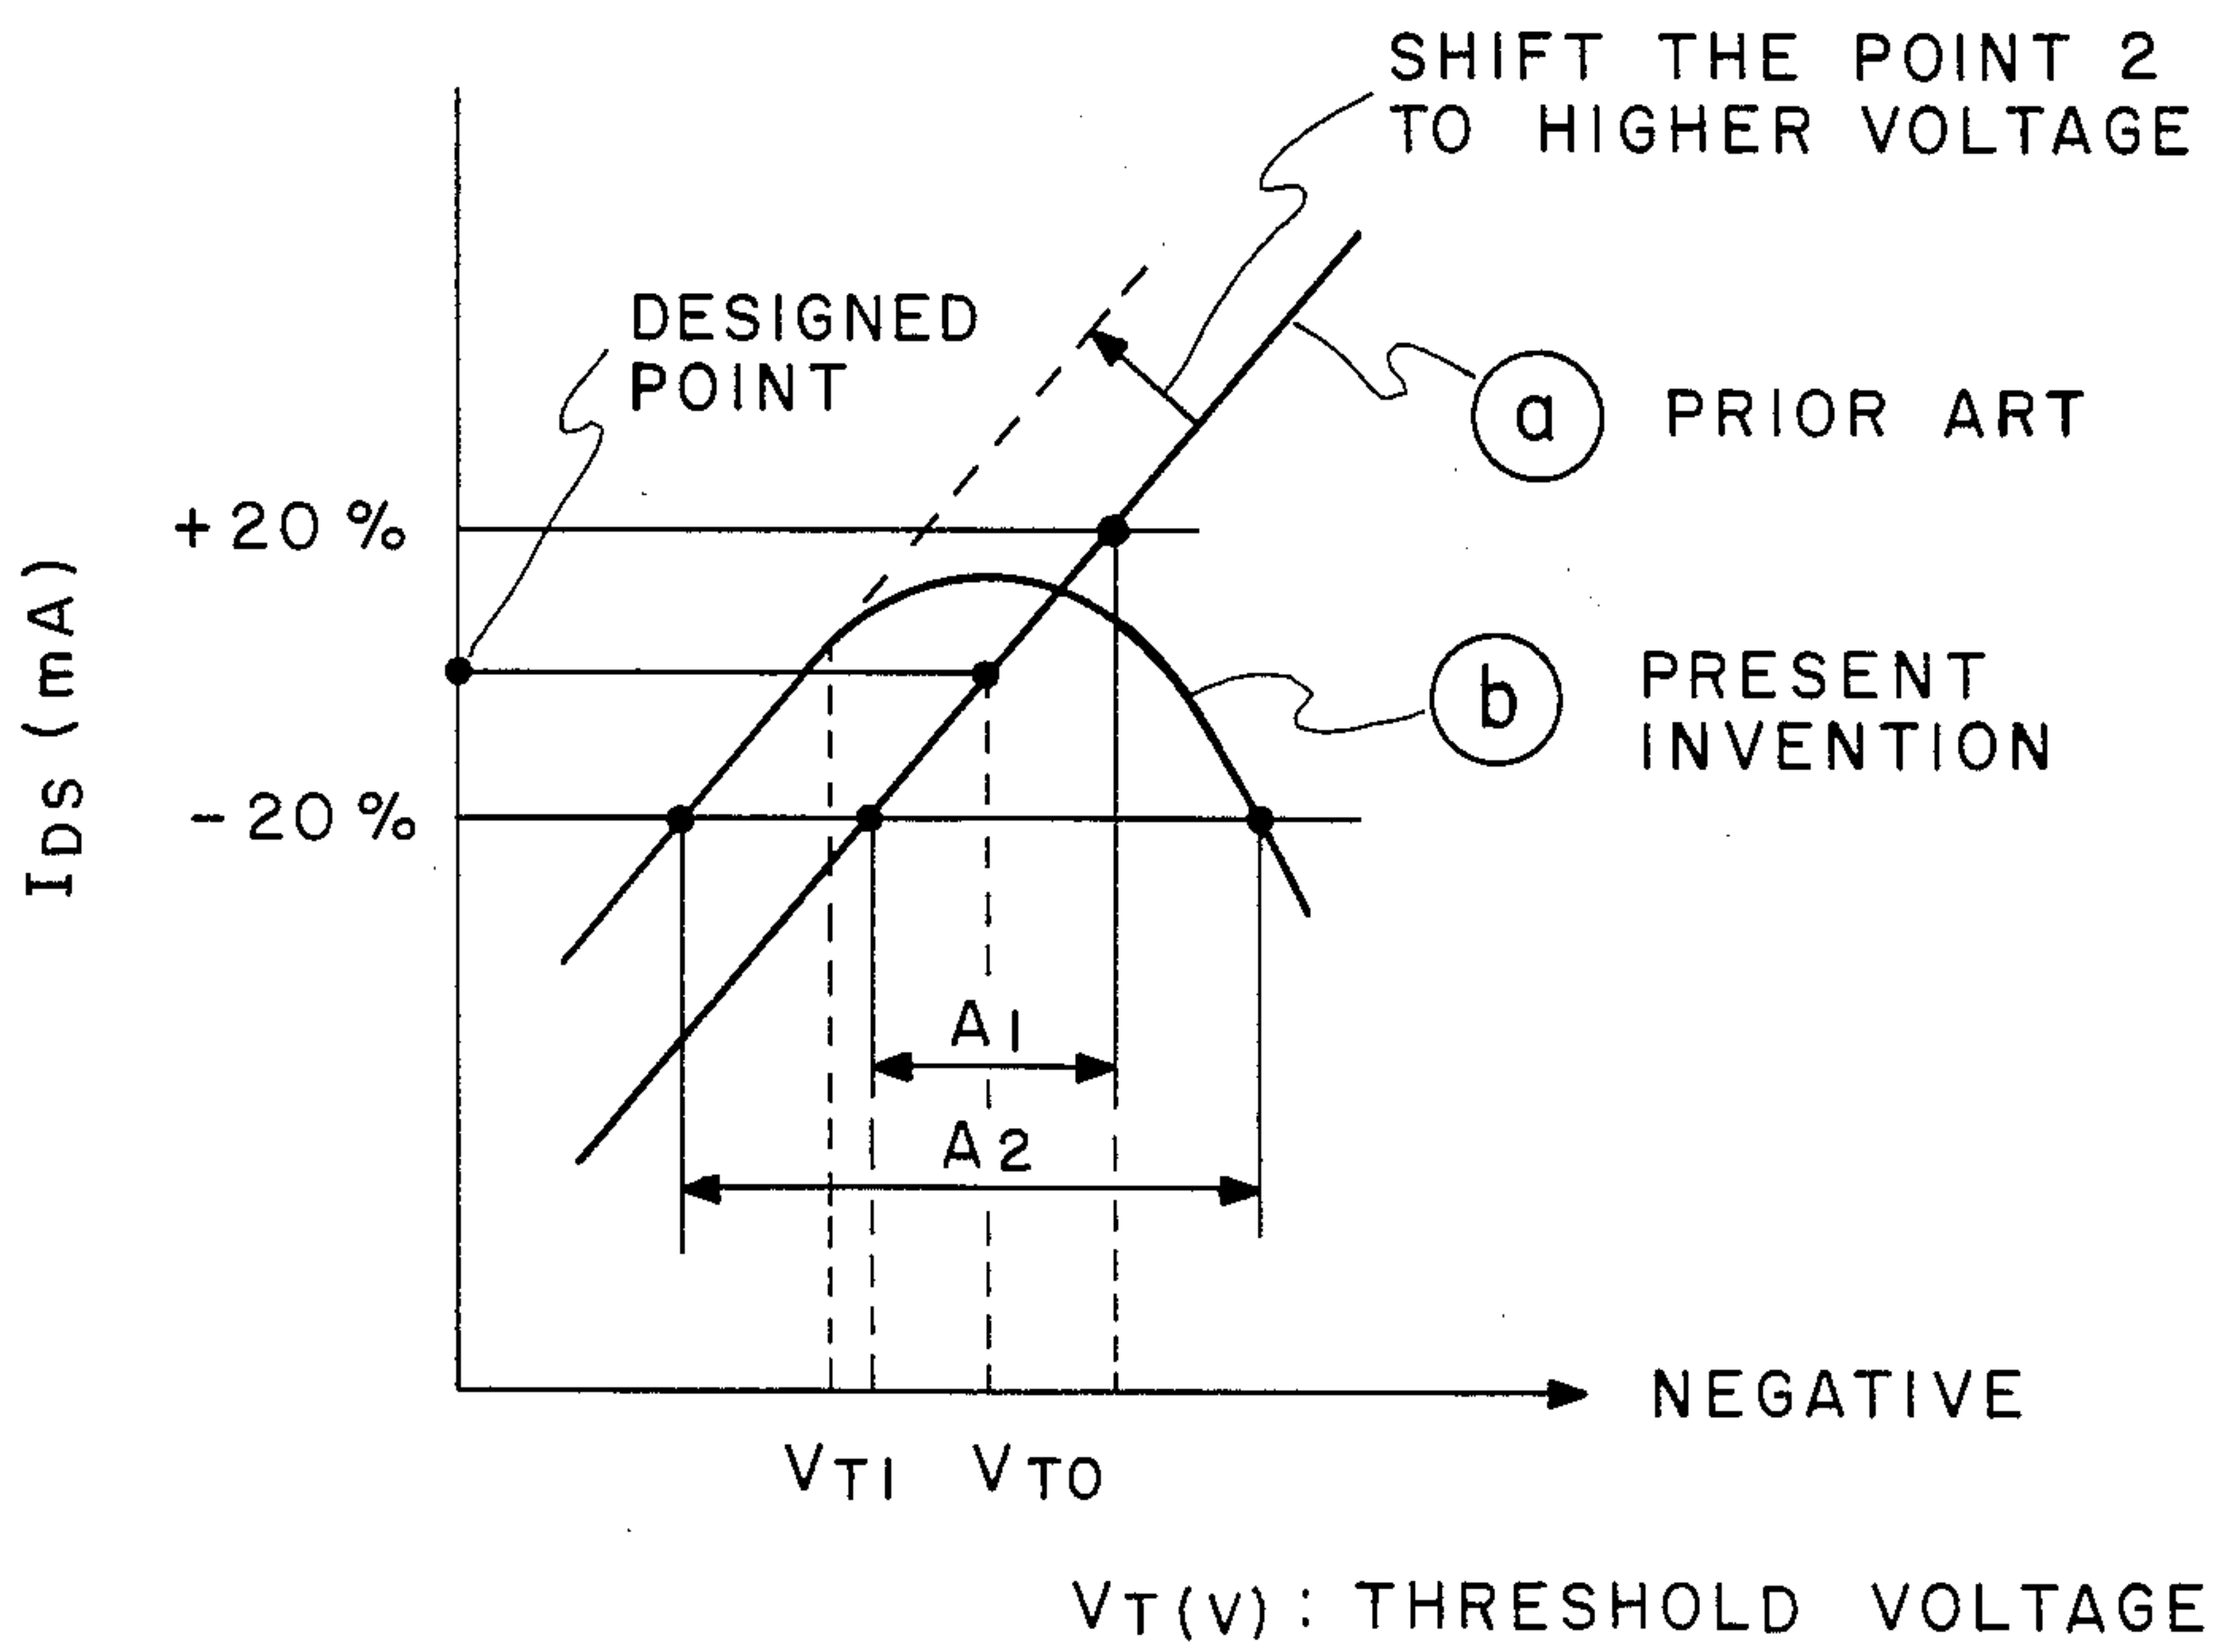 SHIFT THE POINT 2
TO HIGHER VOLTAGE
DESIGNED
POINT
a PRIOR ART
+20%
IDS (mA)
b PRESENT
INVENTION
-20%
A1
A2
NEGATIVE
VT1 VTO
VT(V): THRESHOLD VOLTAGE